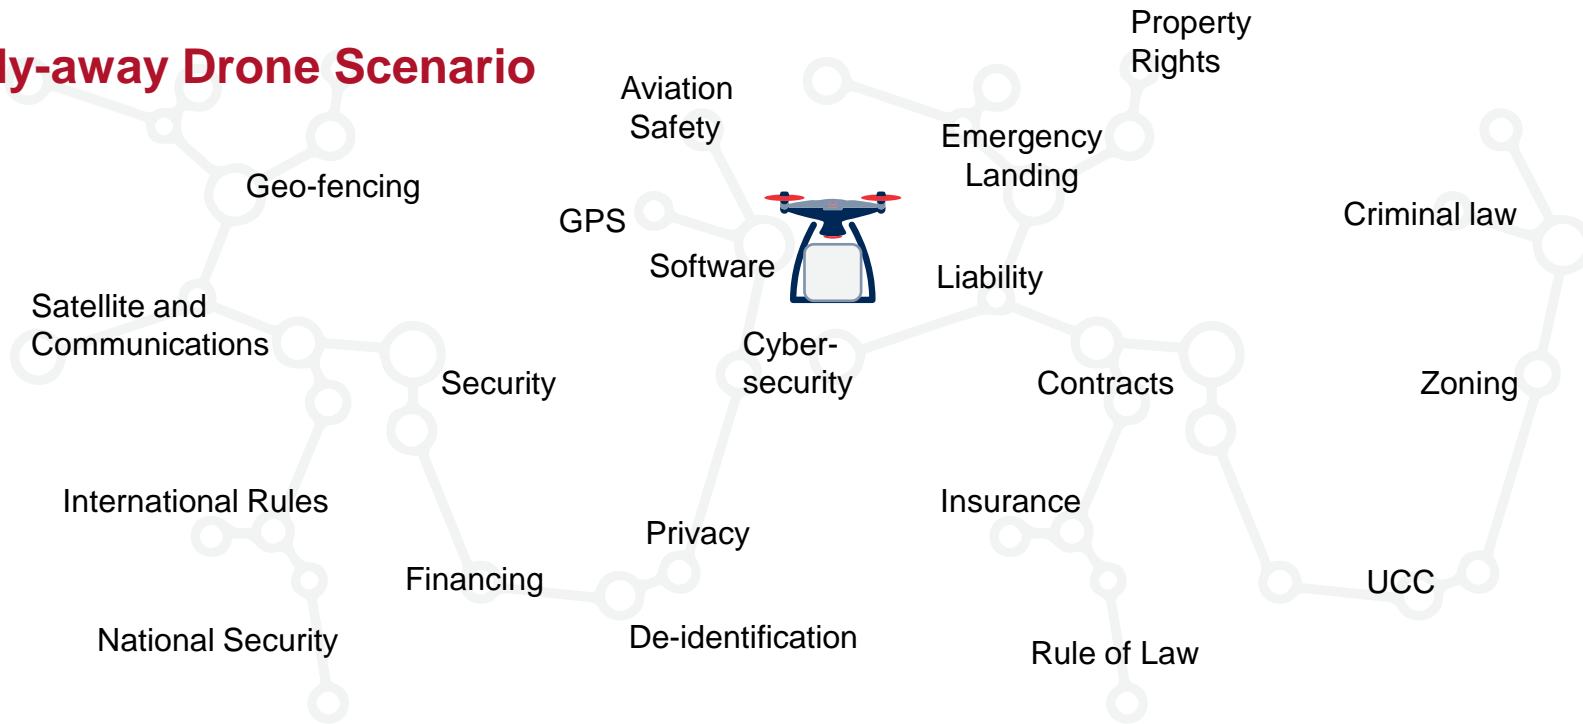 ly-away Drone Scenario
Property
Rights
Aviation
Safety
Emergency
Landing
Geo-fencing
GPS
Criminal law
Software
Liability
Satellite and
Communications
Cyber-
security
Security
Contracts
Zoning
International Rules
Insurance
Privacy
Financing
UCC
National Security
De-identification
Rule of Law